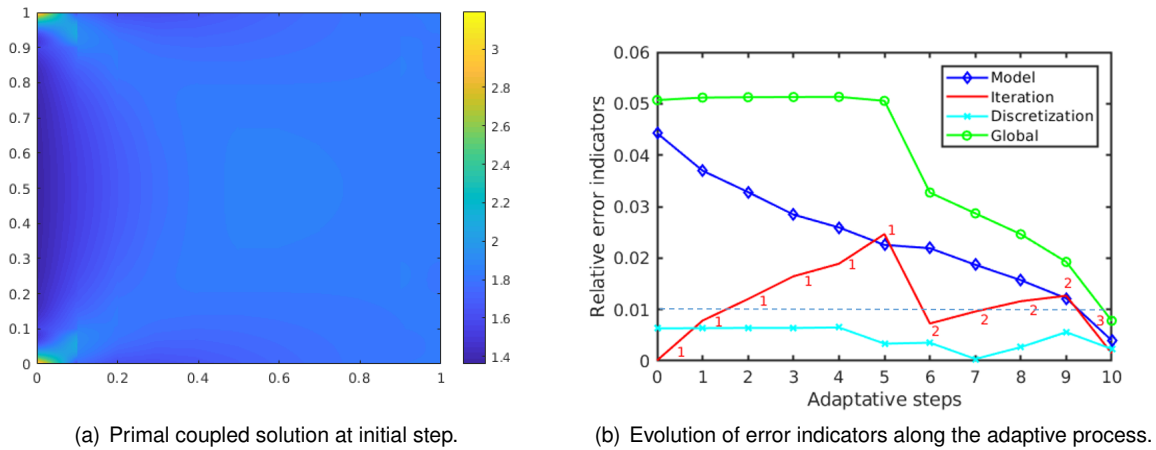 1
0.9
0.8
0.7
0.6
0.5
0.4
0.3
0.2
0.1
0
0 0.2 0.4 0.6 0.8 1
3
2.8
2.6
2.4
2.2
2
1.8
1.6
1.4
(a) Primal coupled solution at initial step.
Relative error indicators
0.06
0.05
0.04
0.03
0.02
0.01
0
Model
Iteration
Discretization
Global
1 1 1 1 1 1 2 2 2 2 3
0 1 2 3 4 5 6 7 8 9 10
Adaptative steps
(b) Evolution of error indicators along the adaptive process.